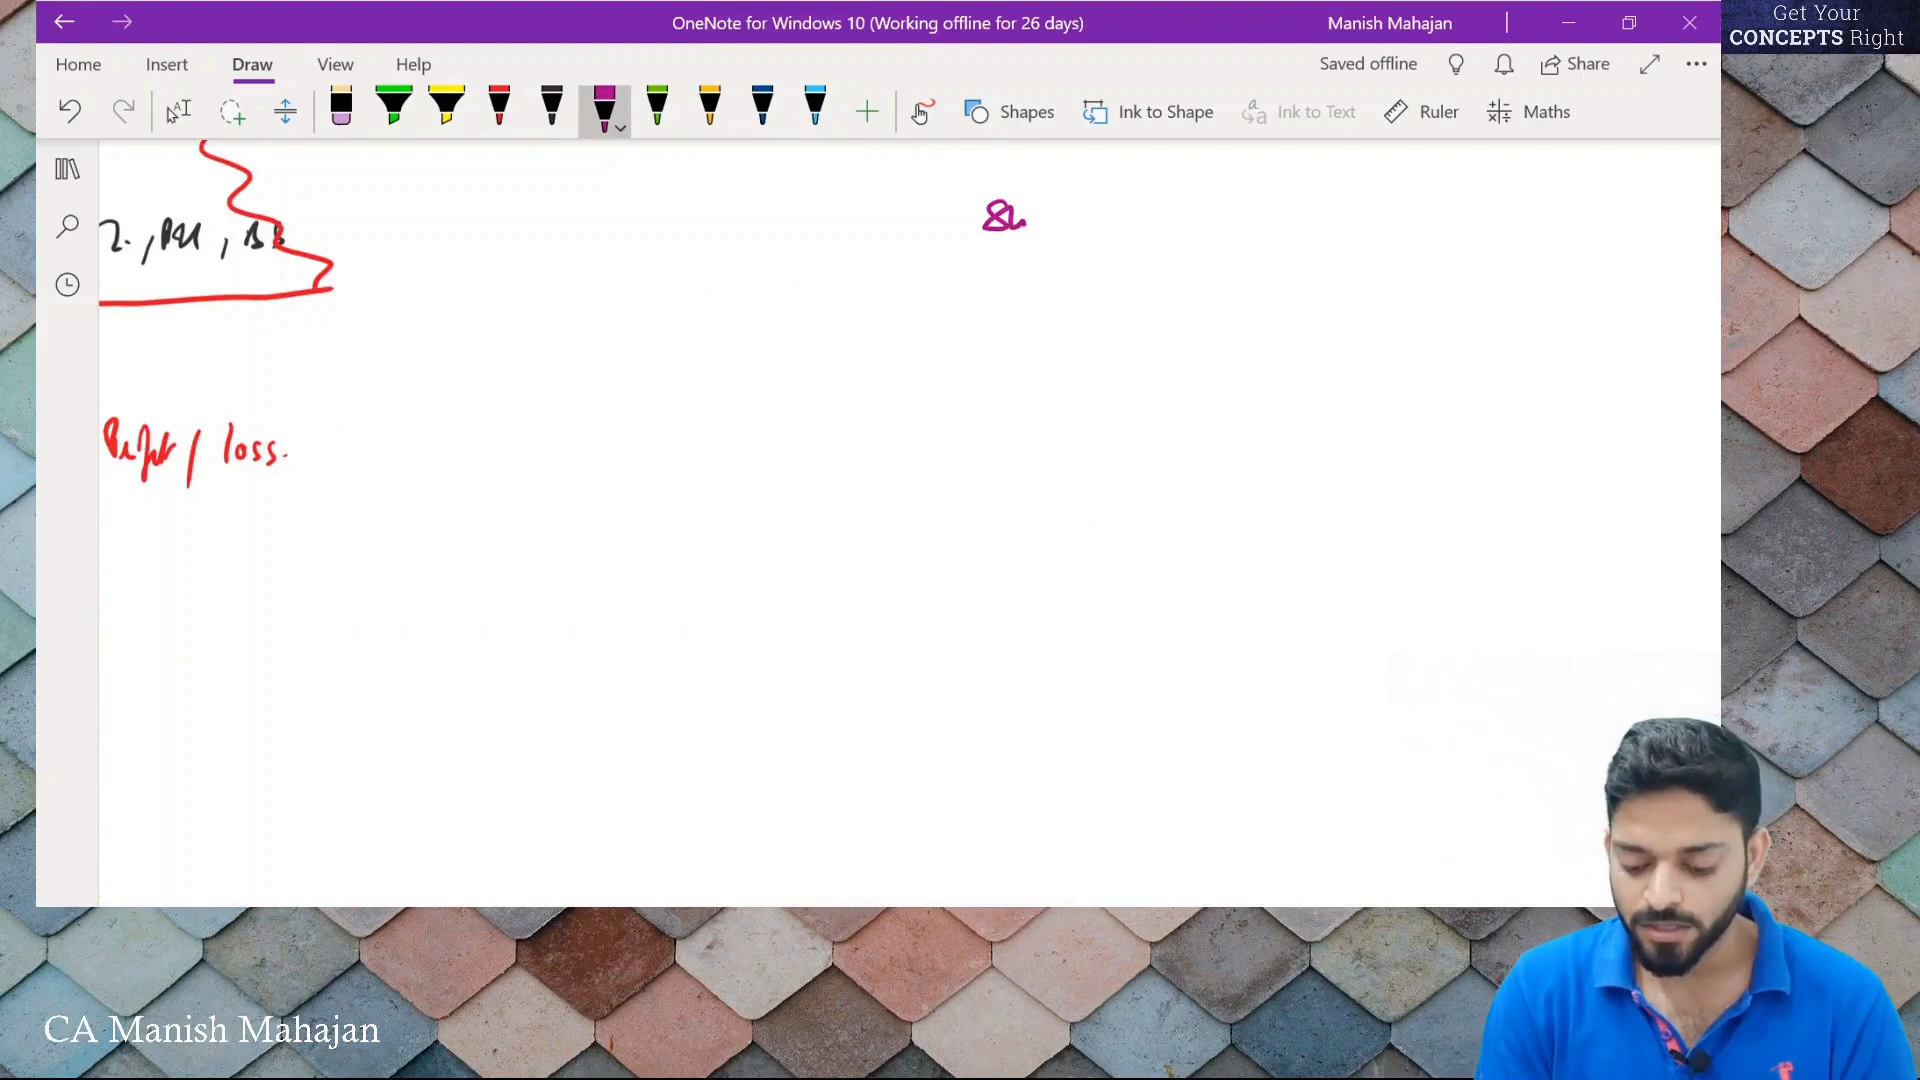 OneNote for Windows 10 (Working offline for 26 days)
Manish Mahajan
Get Your
CONCEPTS Right
Home
Insert
Draw
View
Help
Saved offline
Share
Shapes
Ink to Shape
Ink to Text
Ruler
Maths
/ loss.
CA Manish Mahajan